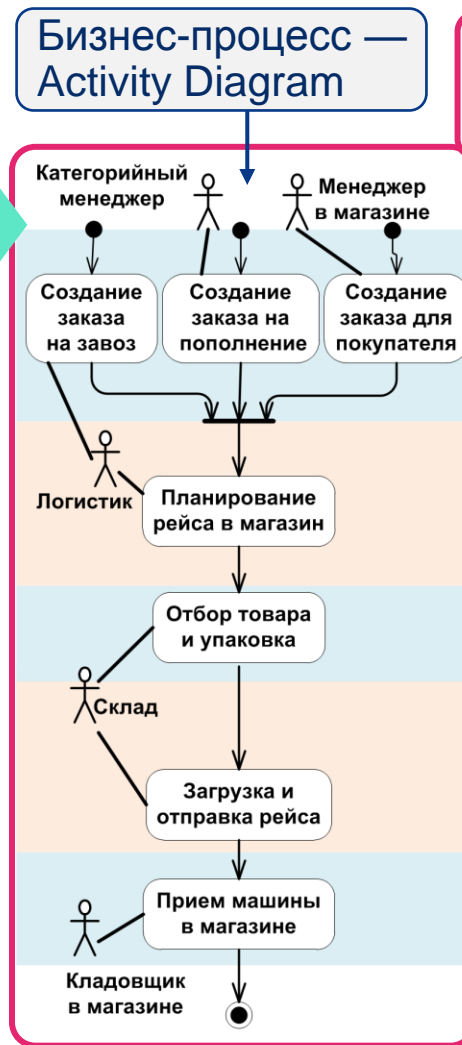 Бизнес-процесс —
Activity Diagram
Категорийный
менеджер
Менеджер
в магазине
Создание
заказа
на завоз
Создание
заказа на
пополнение
Создание
заказа для
покупателя
Логистик
Планирование
рейса в магазин
Отбор товара
и упаковка
Склад
Загрузка и
отправка рейса
Прием машины
в магазине
Кладовщик
в магазине